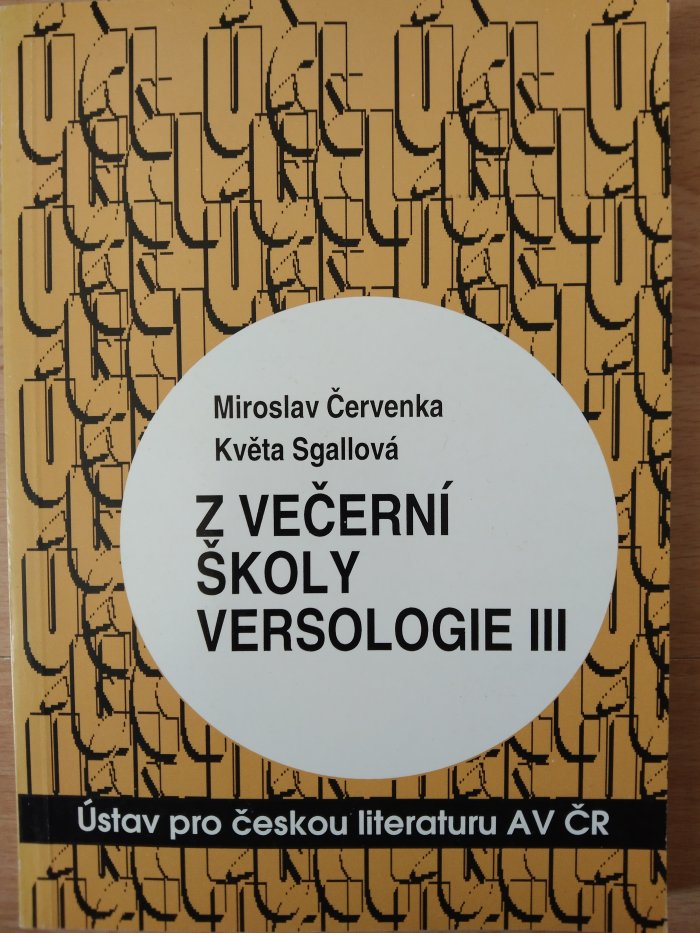 Miroslav Červenka
Květa Sgallová
Z VEČERNÍ
ŠKOLY
VERSOLOGIE III
Ústav pro českou literaturu AV ČR